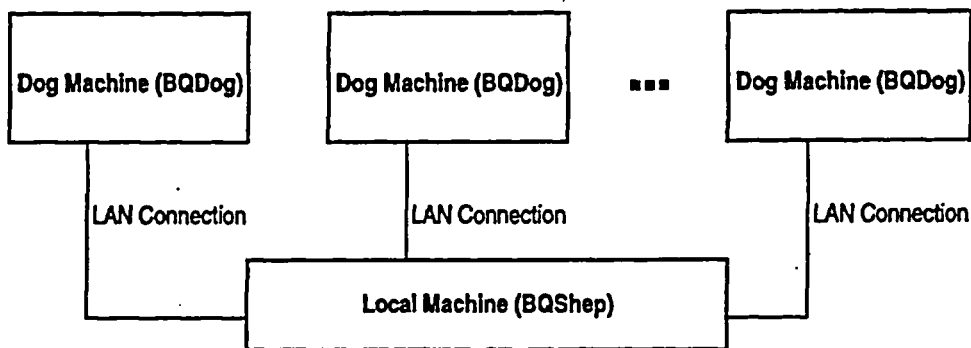 Dog Machine (BQDog)
Dog Machine (BQDog)
...
Dog Machine (BQDog)
LAN Connection
LAN Connection
LAN Connection
Local Machine (BQShep)